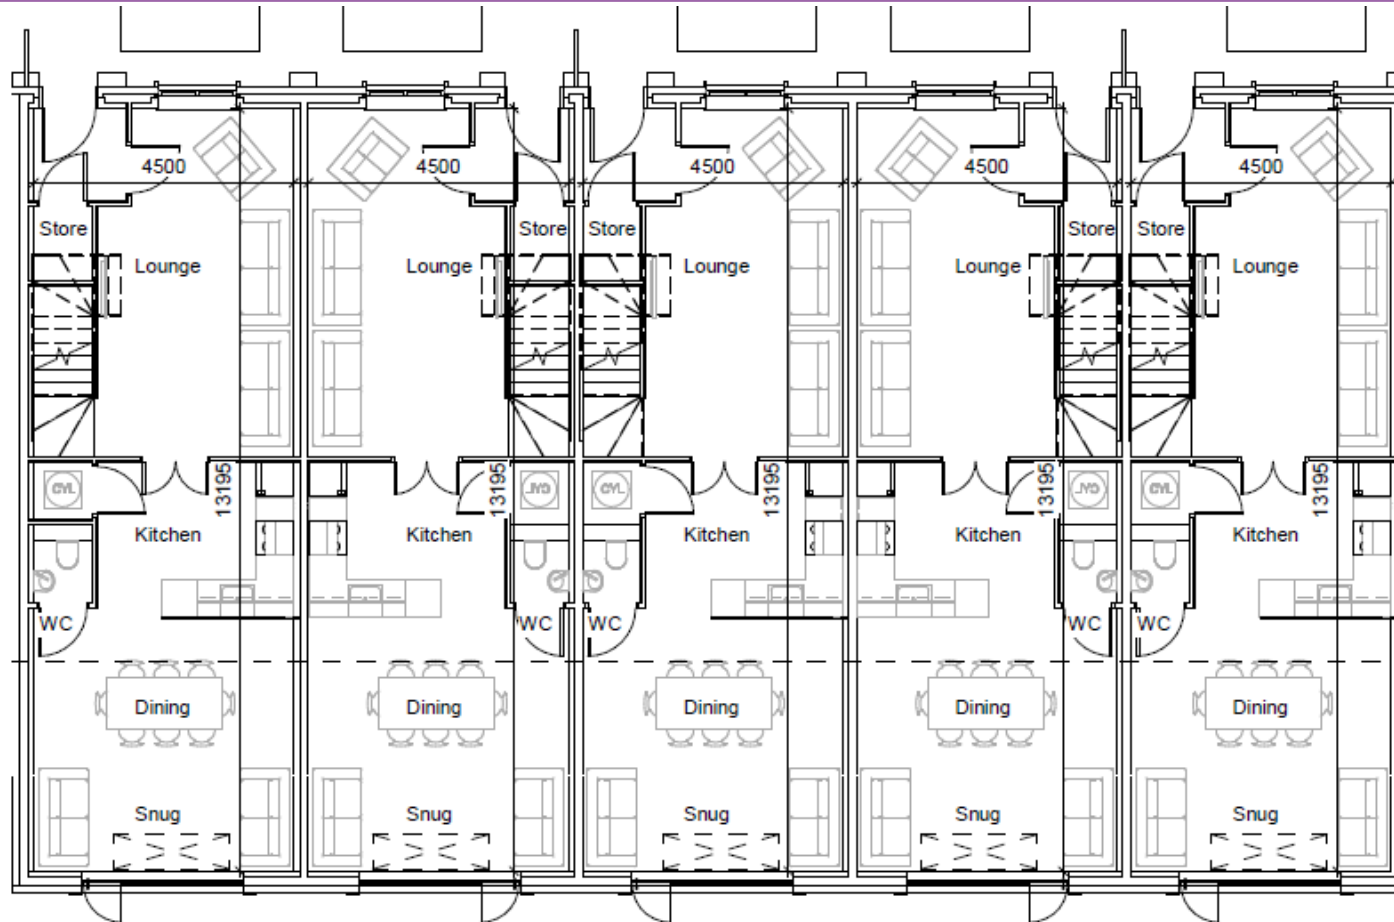 4500 4500 4500 4500 4500
Store Store Store Store Store
Lounge Lounge Lounge Lounge Lounge
13195 13195 13195 13195 13195
CYL CYL CYL CYL CYL
Kitchen Kitchen Kitchen Kitchen Kitchen
WC WC WC WC WC
Dining Dining Dining Dining Dining
Snug Snug Snug Snug Snug